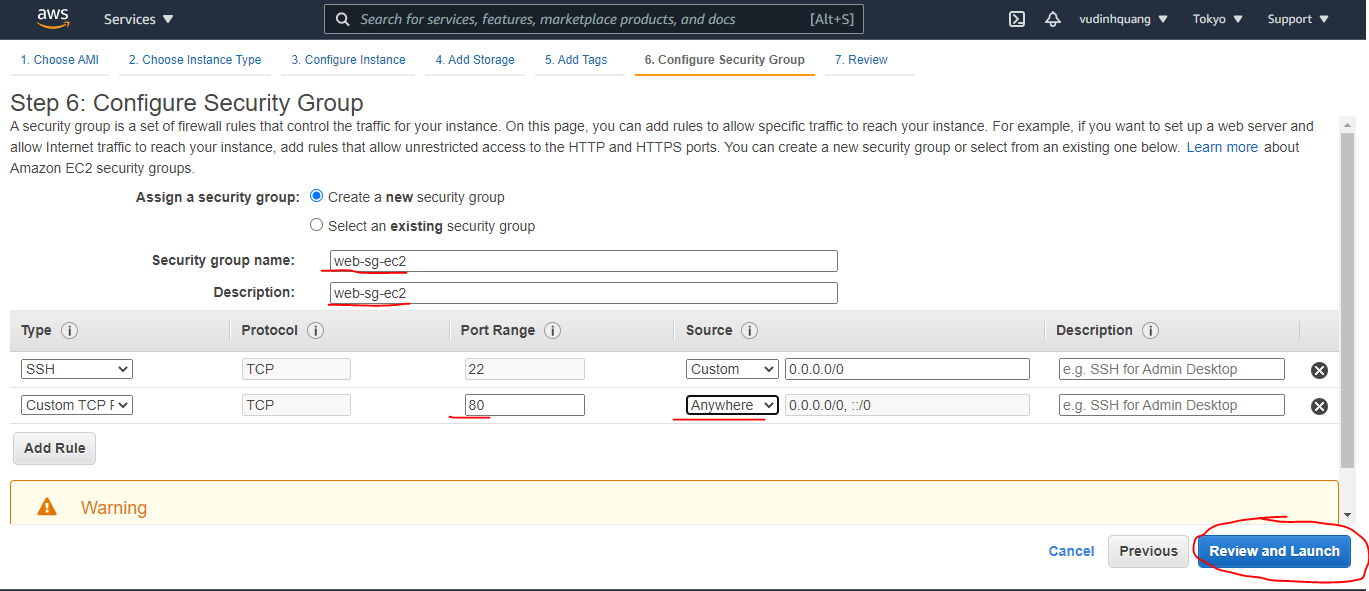 aws Services Search for services, features, marketplace products, and docs [Alt+S] vudinhquang Tokyo Support
1. Choose AMI 2. Choose Instance Type 3. Configure Instance 4. Add Storage 5. Add Tags 6. Configure Security Group 7. Review
Step 6: Configure Security Group
A security group is a set of firewall rules that control the traffic for your instance. On this page, you can add rules to allow specific traffic to reach your instance. For example, if you want to set up a web server and
allow Internet traffic to reach your instance, add rules that allow unrestricted access to the HTTP and HTTPS ports. You can create a new security group or select from an existing one below. Learn more about
Amazon EC2 security groups.
Assign a security group: Create a new security group
Select an existing security group
Security group name: web-sg-ec2
Description: web-sg-ec2
Type i Protocol i Port Range i Source i Description i
SSH TCP 22 Custom 0.0.0.0/0 e.g. SSH for Admin Desktop
Custom TCP F TCP 80 Anywhere 0.0.0.0/0, ::/0 e.g. SSH for Admin Desktop
Add Rule
Warning
Cancel Previous Review and Launch